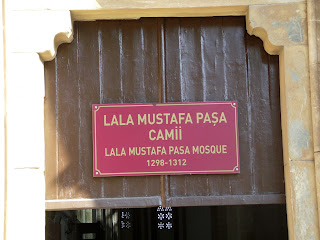 LALA MUSTAFA PAŞA
CAMİİ
LALA MUSTAFA PASA MOSQUE
1298-1312